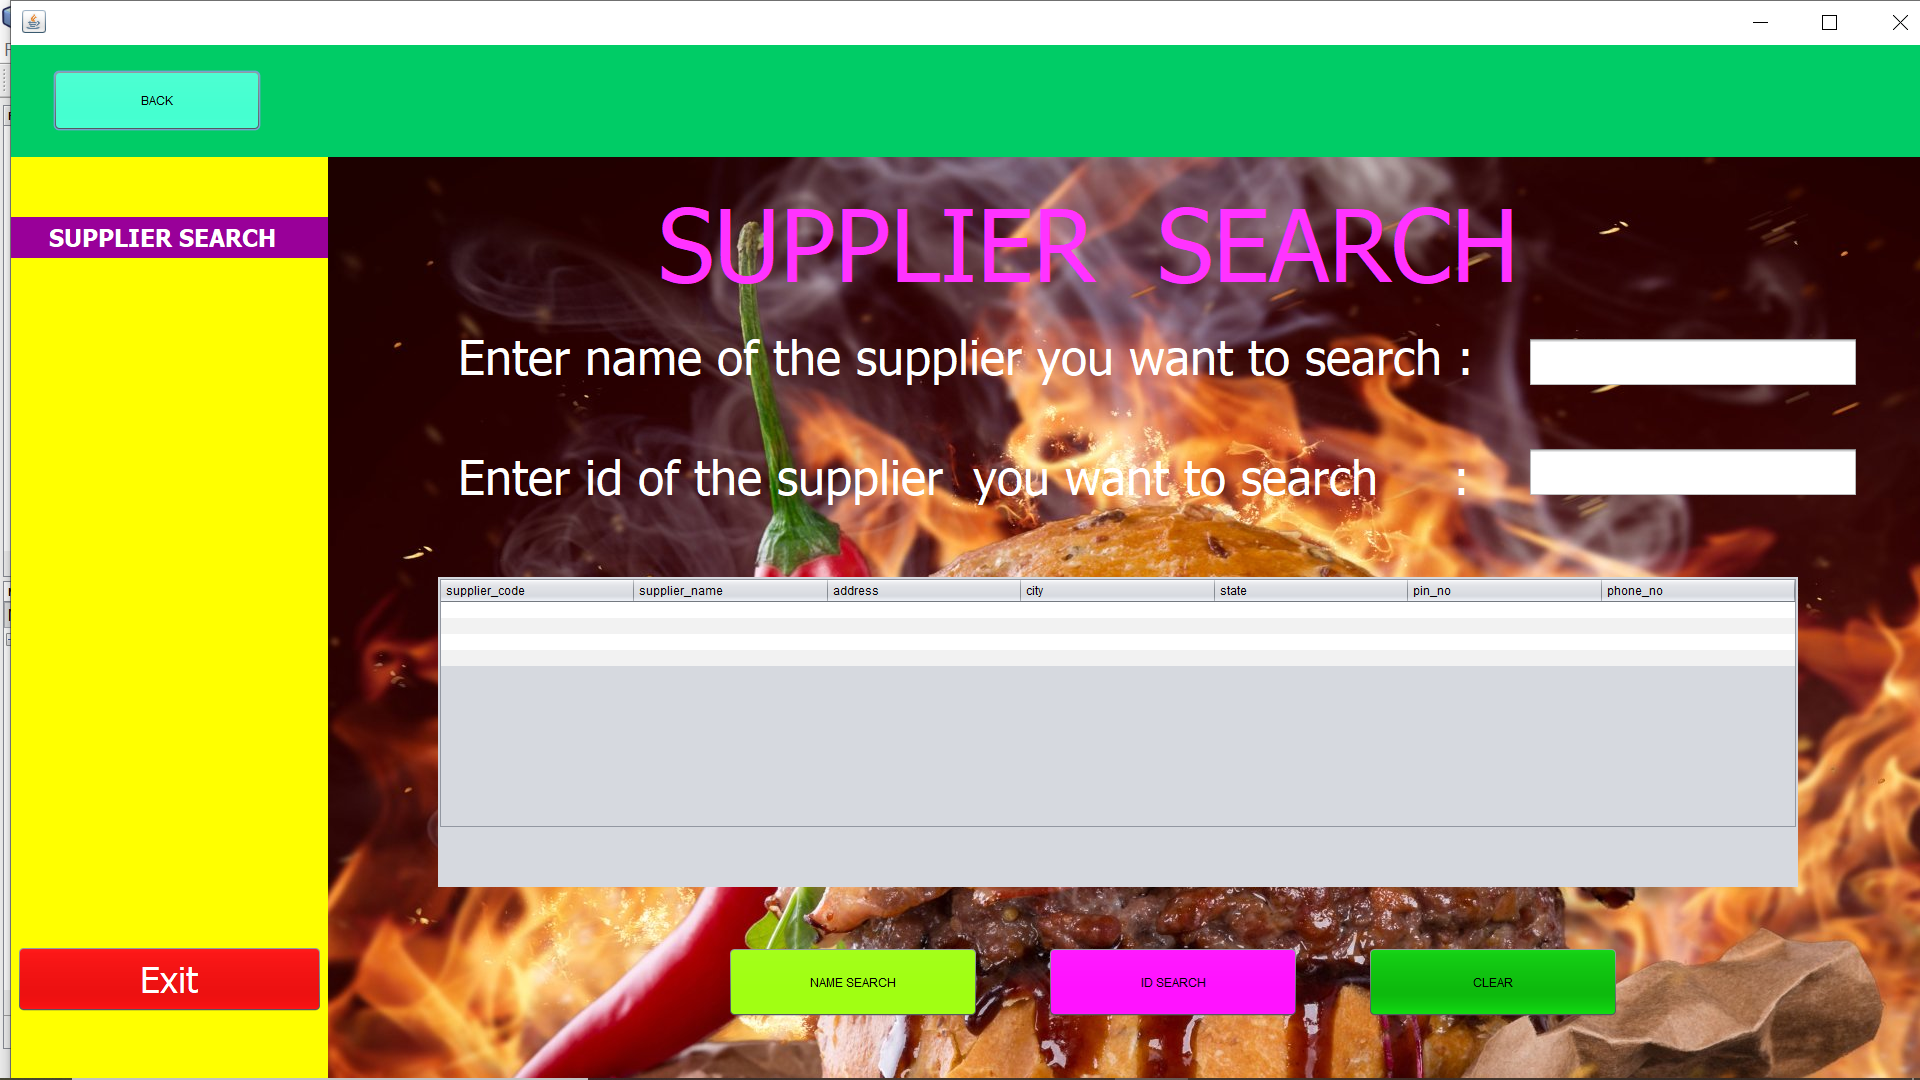 BACK
SUPPLIER SEARCH
SUPPLIER SEARCH
Enter name of the supplier you want to search :
Enter id of the supplier you want to search :
supplier_code supplier_name address city state pin_no phone_no
Exit
NAME SEARCH ID SEARCH CLEAR